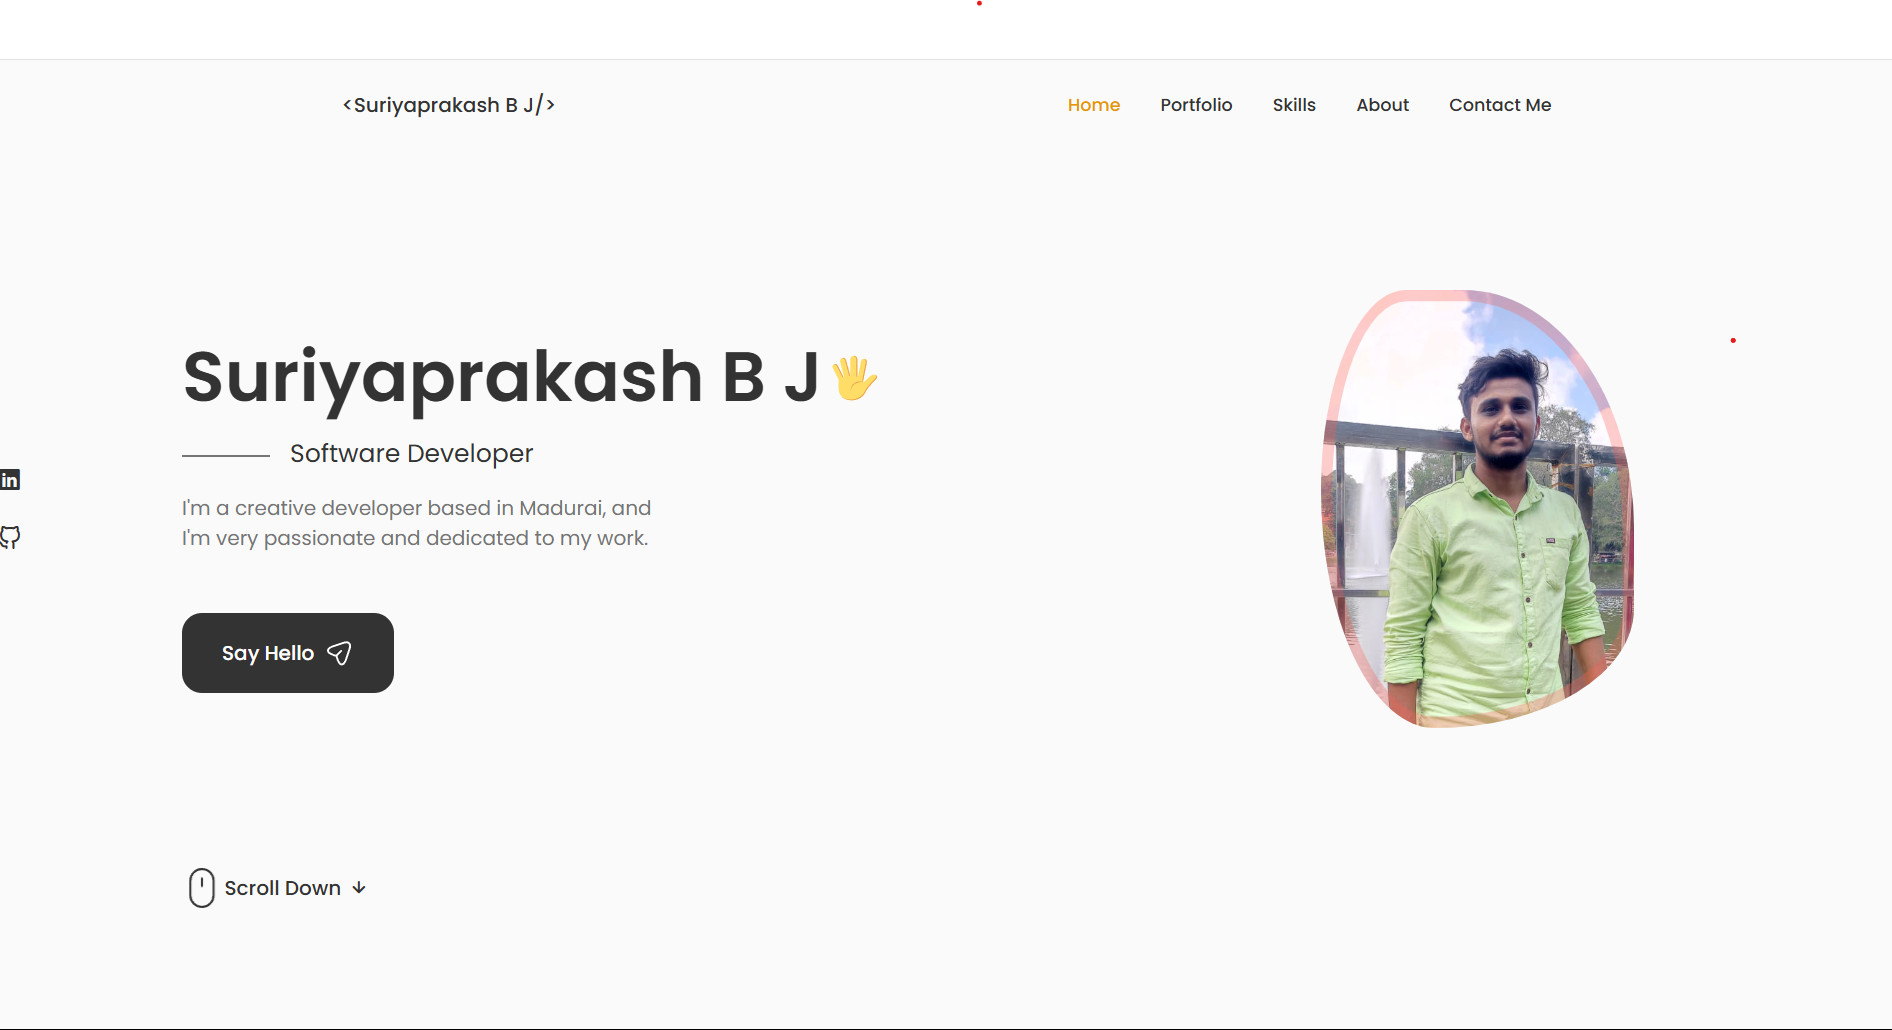 <Suriyaprakash B J/>
Home Portfolio Skills About Contact Me
Suriyaprakash B J🖐
Software Developer
in
I'm a creative developer based in Madurai, and
I'm very passionate and dedicated to my work.
Say Hello
Scroll Down ↓